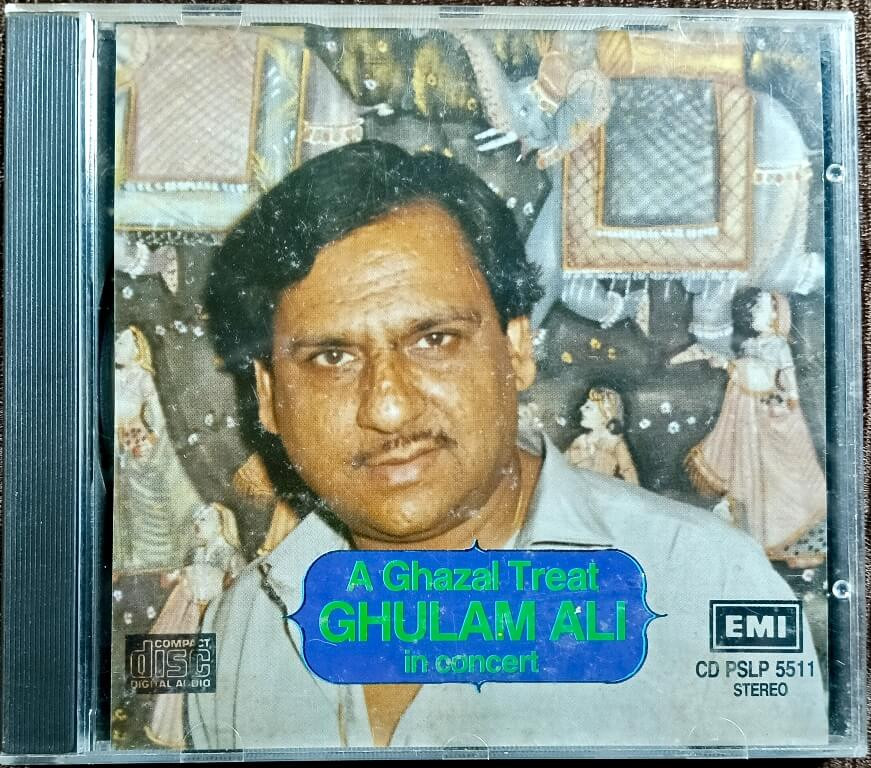 A Ghazal Treat
GHULAM ALI
in concert
COMPACT
disc
DIGITAL AUDIO
EMI
CD PSLP 5511
STEREO